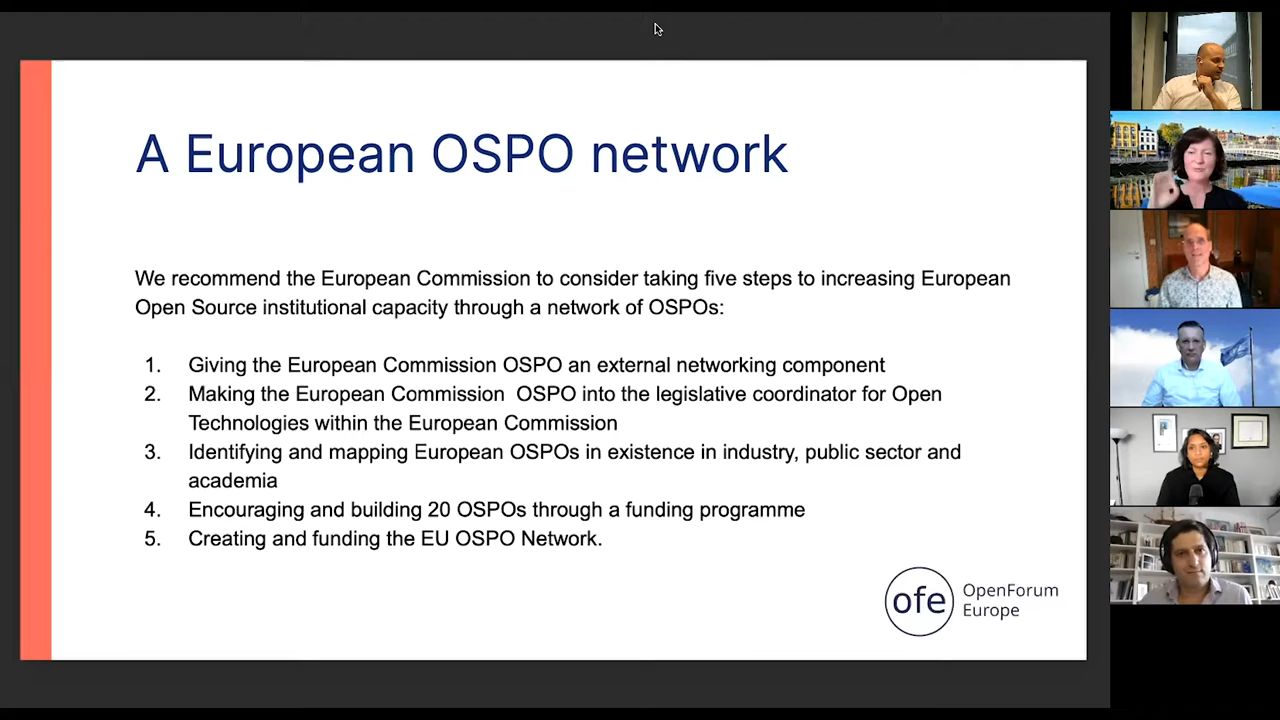 A European OSPO network
We recommend the European Commission to consider taking five steps to increasing European
Open Source institutional capacity through a network of OSPOs:
1. Giving the European Commission OSPO an external networking component
2. Making the European Commission  OSPO into the legislative coordinator for Open
Technologies within the European Commission
3. Identifying and mapping European OSPOs in existence in industry, public sector and
academia
4. Encouraging and building 20 OSPOs through a funding programme
5. Creating and funding the EU OSPO Network.
ofe
OpenForum
Europe